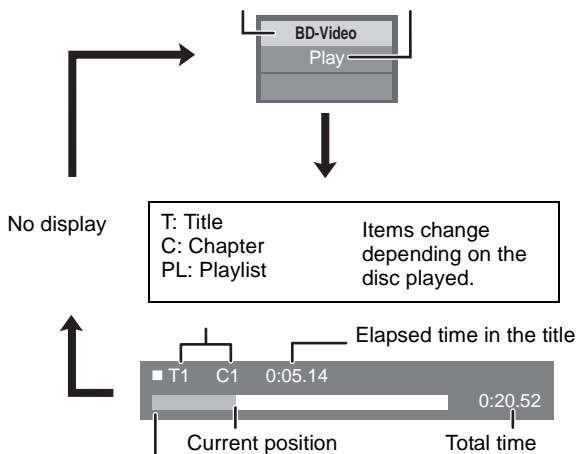 BD-Video
Play
No display
T: Title
C: Chapter
PL: Playlist
Items change
depending on the
disc played.
Elapsed time in the title
T1 C1 0:05.14
0:20.52
Current position
Total time